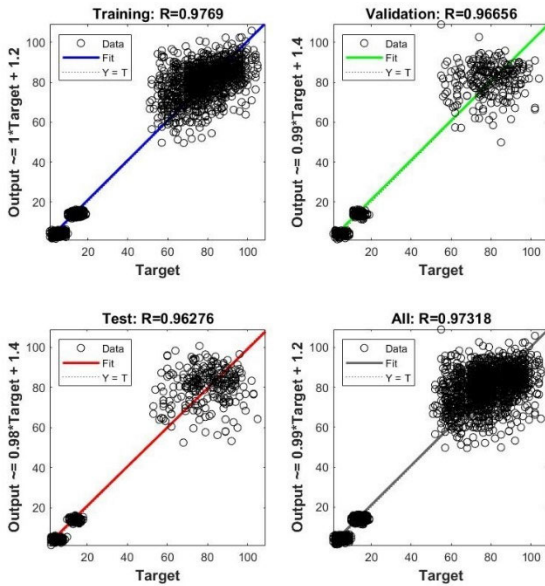 Training: R=0.9769
Output ~= 1*Target + 1.2
100
80
60
40
20
Data
Fit
Y = T
20 40 60 80 100
Target
Validation: R=0.96656
Output ~= 0.99*Target + 1.4
100
80
60
40
20
Data
Fit
Y = T
20 40 60 80 100
Target
Test: R=0.96276
Output ~= 0.98*Target + 1.4
100
80
60
40
20
Data
Fit
Y = T
20 40 60 80 100
Target
All: R=0.97318
Output ~= 0.99*Target + 1.2
100
80
60
40
20
Data
Fit
Y = T
20 40 60 80 100
Target